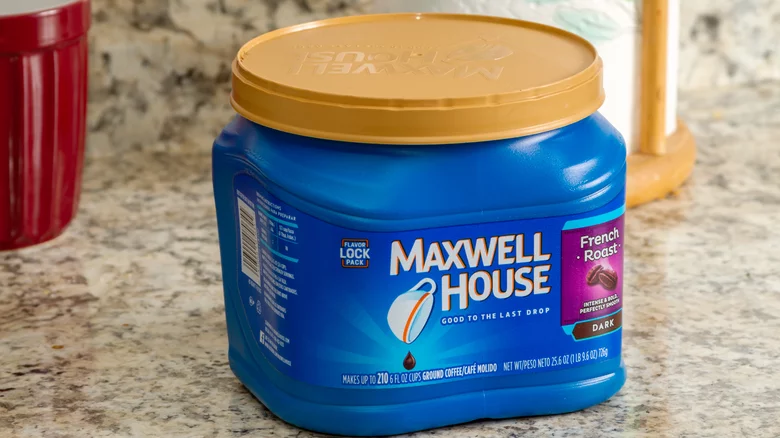 MAXWELL
HOUSE
FLAVOR
LOCK
PACK
MAXWELL
HOUSE
GOOD TO THE LAST DROP
French
Roast
INTENSE & BOLD,
PERFECTLY SMOOTH
DARK
MAKES UP TO 210 6 FL OZ CUPS GROUND COFFEE/CAFÉ MOLIDO NET WT/PESO NETO 25.6 OZ (1 LB 9.6 OZ) 726g